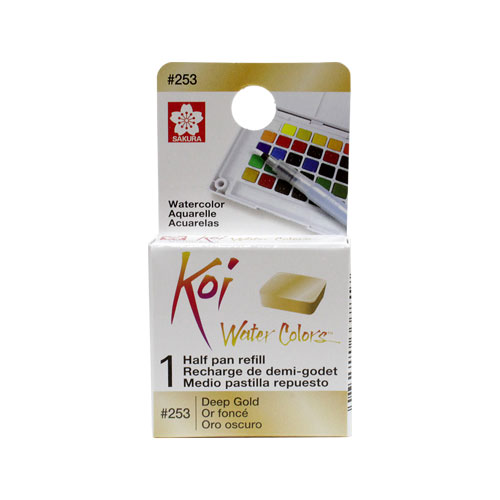 #253
SAKURA
Watercolor
Aquarelle
Acuarelas
Koi
Water Colors™
1 Half pan refill
Recharge de demi-godet
Medio pastilla repuesto
#253
Deep Gold
Or foncé
Oro oscuro